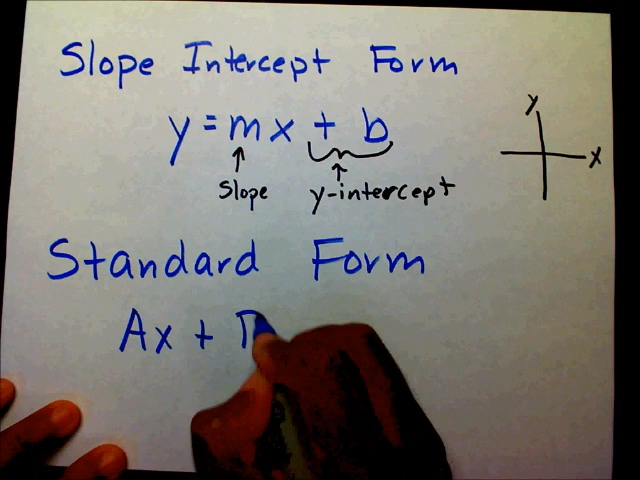 Slope Intercept Form
y = mx + b
slope
y-intercept
y
x
Standard Form
Ax +